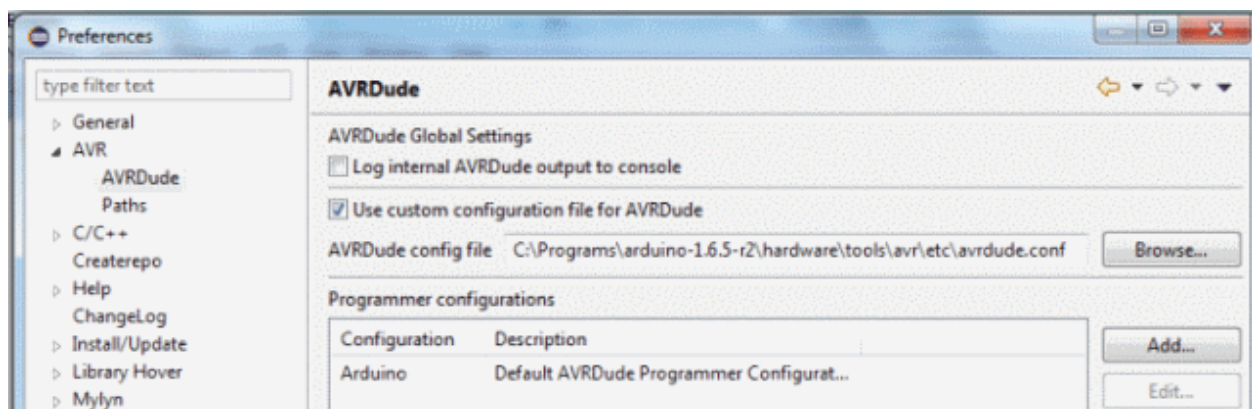 Preferences
type filter text
General
AVR
AVRDude
Paths
C/C++
Createrepo
Help
ChangeLog
Install/Update
Library Hover
Mylyn
AVRDude
AVRDude Global Settings
Log internal AVRDude output to console
Use custom configuration file for AVRDude
AVRDude config file C:\Programs\arduino-1.6.5-r2\hardware\tools\avr\etc\avrdude.conf Browse...
Programmer configurations
Configuration Description
Add...
Arduino Default AVRDude Programmer Configurat...
Edit...